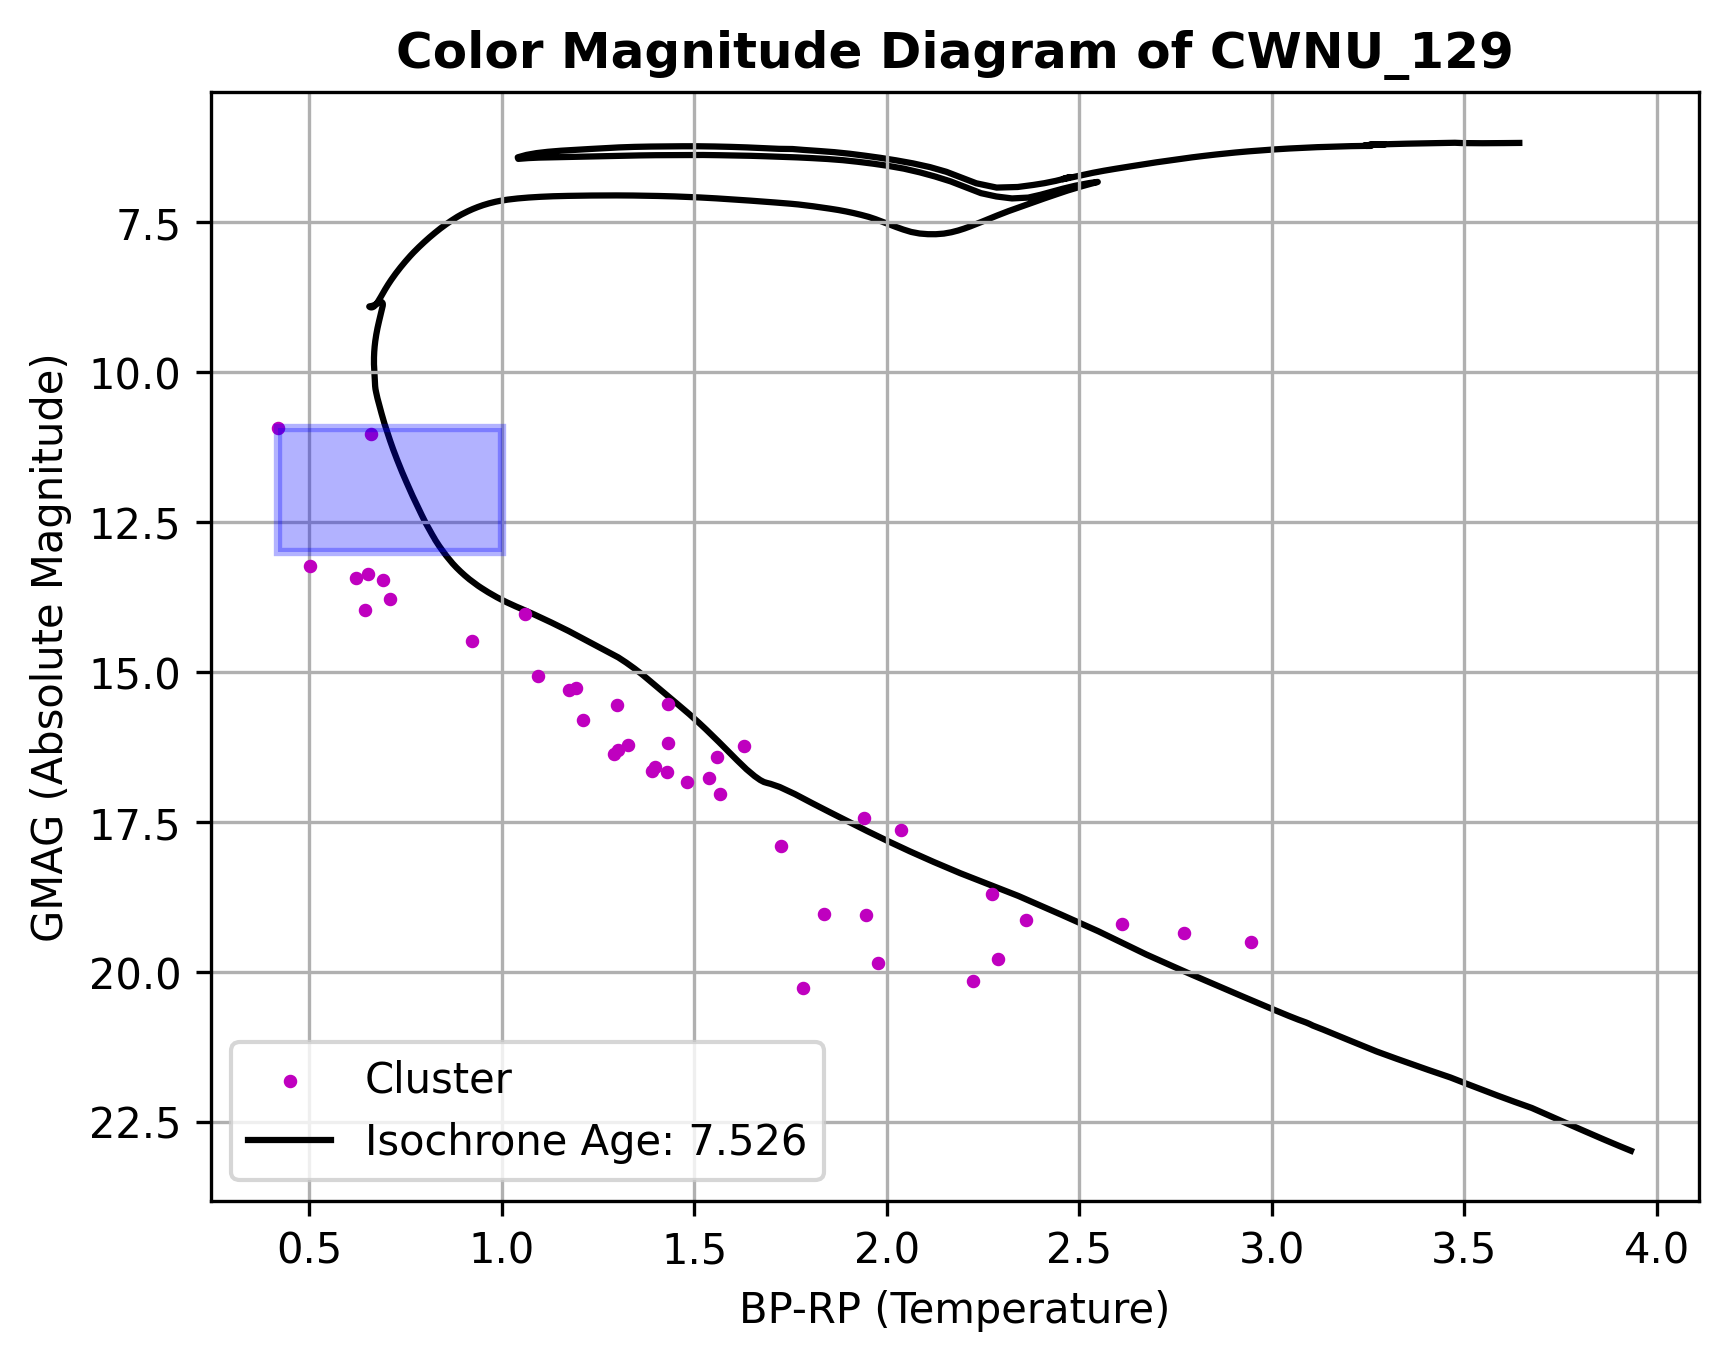 Color Magnitude Diagram of CWNU_129
GMAG (Absolute Magnitude)
7.5
10.0
12.5
15.0
17.5
20.0
22.5
Cluster
Isochrone Age: 7.526
0.5 1.0 1.5 2.0 2.5 3.0 3.5 4.0
BP-RP (Temperature)